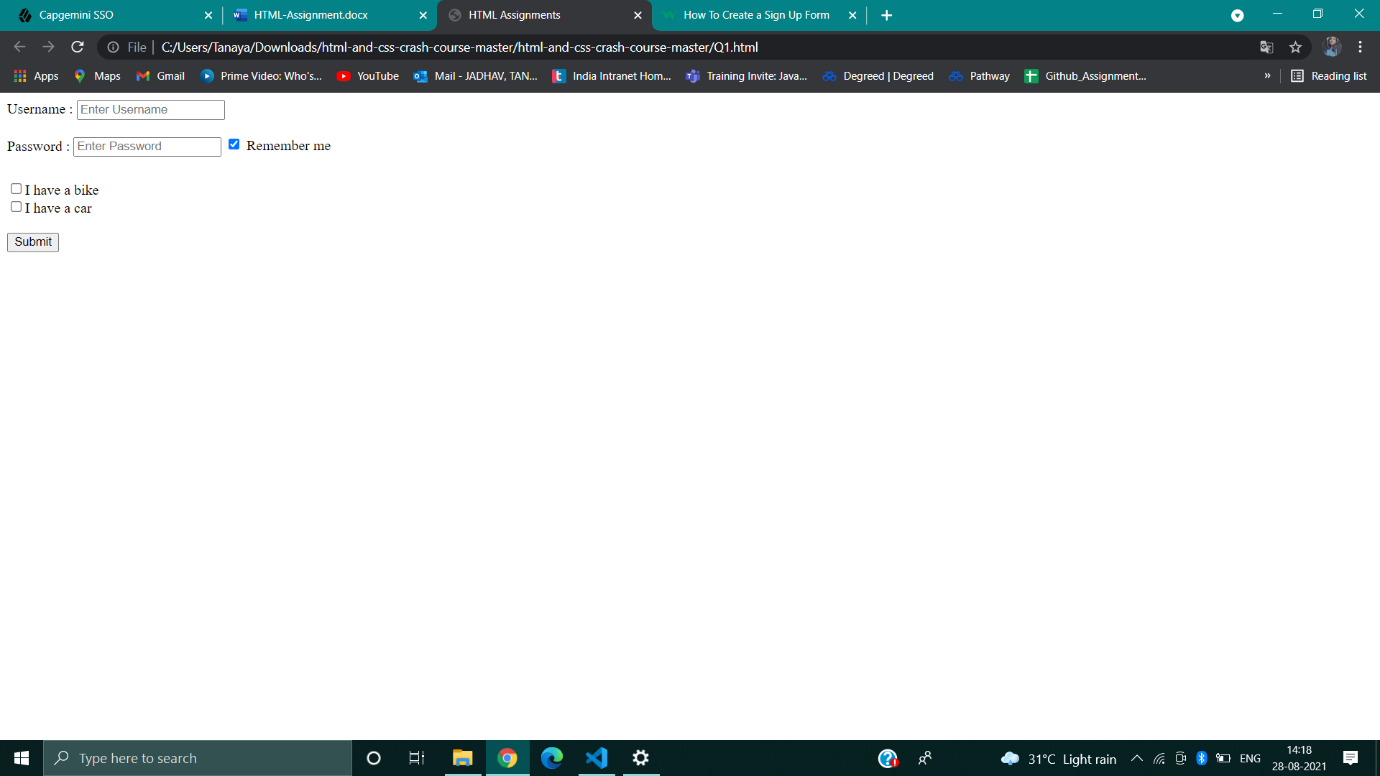 Capgemini SSO
HTML-Assignment.docx
HTML Assignments
How To Create a Sign Up Form
File | C:/Users/Tanaya/Downloads/html-and-css-crash-course-master/html-and-css-crash-course-master/Q1.html
Apps
Maps
Gmail
Prime Video: Who's...
YouTube
Mail - JADHAV, TAN...
India Intranet Hom...
Training Invite: Java...
Degreed | Degreed
Pathway
Github_Assignment...
»
Reading list
Username : Enter Username
Password : Enter Password Remember me
I have a bike
I have a car
Submit
Type here to search
31°C Light rain
ENG
14:18
28-08-2021